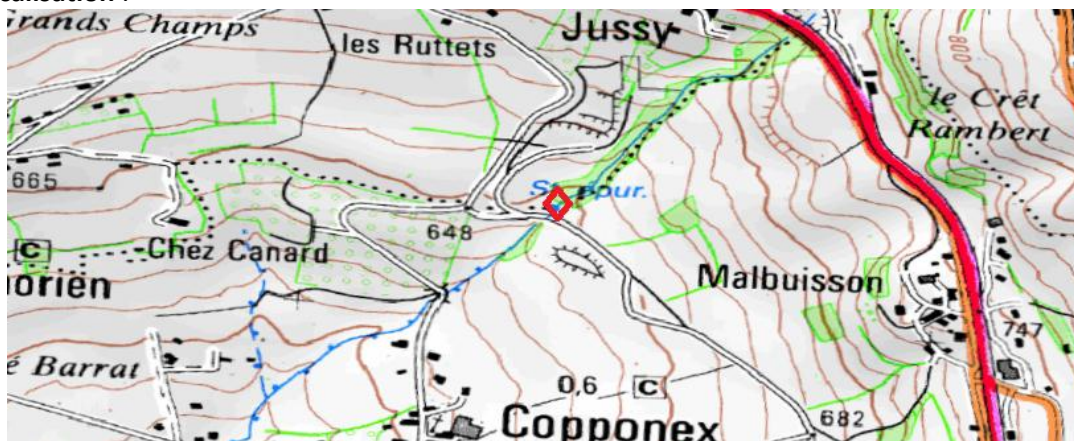 Grands Champs
les Ruttets
Jussy
800
le Crêt
Rambert
665
648
C
Chez Canard
Malbuisson
747
Barrat
0,6
C
682
Copponex